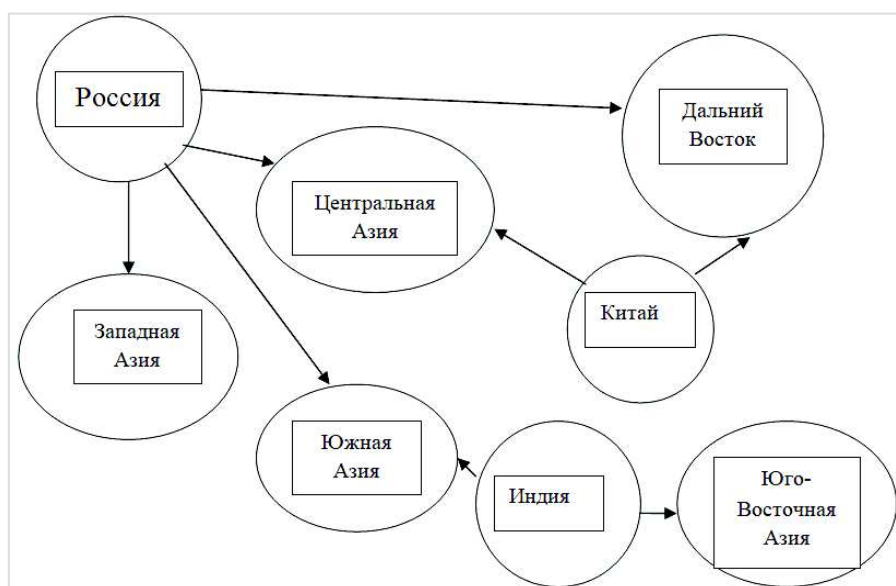 Россия
Дальний
Восток
Центральная
Азия
Китай
Западная
Азия
Южная
Азия
Индия
Юго-
Восточная
Азия